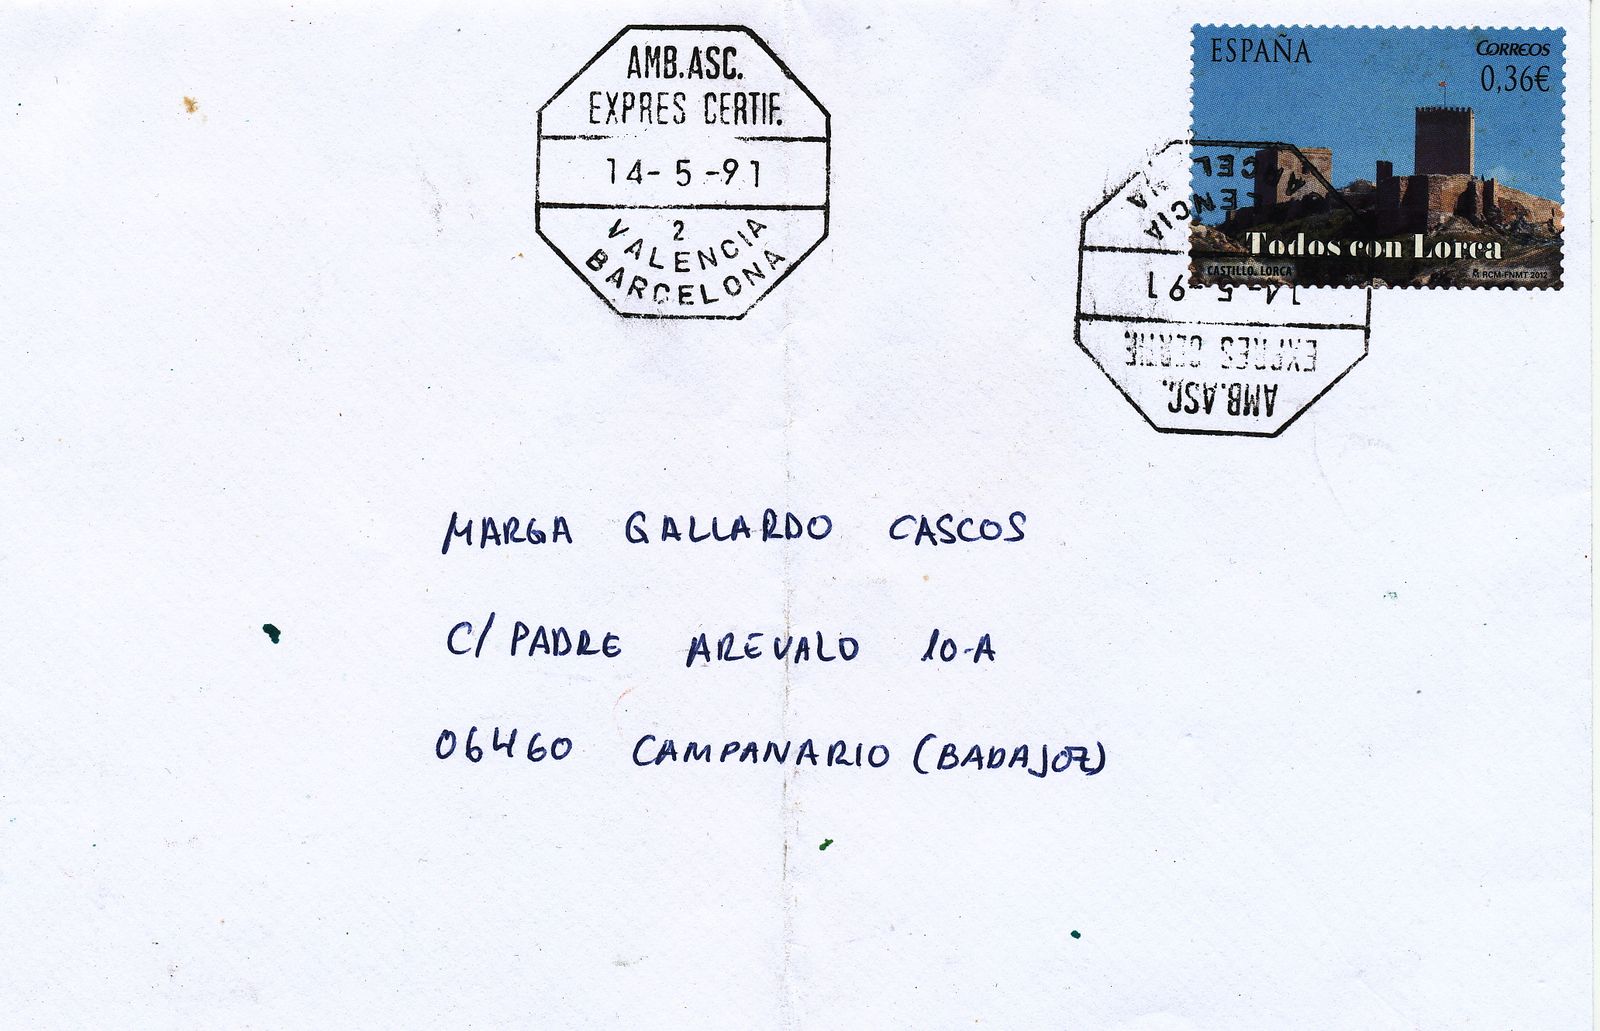 AMB.ASC.
EXPRES CERTIF.
14-5-91
2
VALENCIA
BARCELONA
ESPAÑA
CORREOS
0,36€
Todos con Lorca
CASTILLO. LORCA
RCM-FNMT 2012
ARCEL
LENCIA
14-5-91
EXPRES CERTIF.
AMB.ASC.
MARGA GALLARDO CASCOS
C/ PADRE AREVALO 10-A
06460 CAMPANARIO (BADAJOZ)